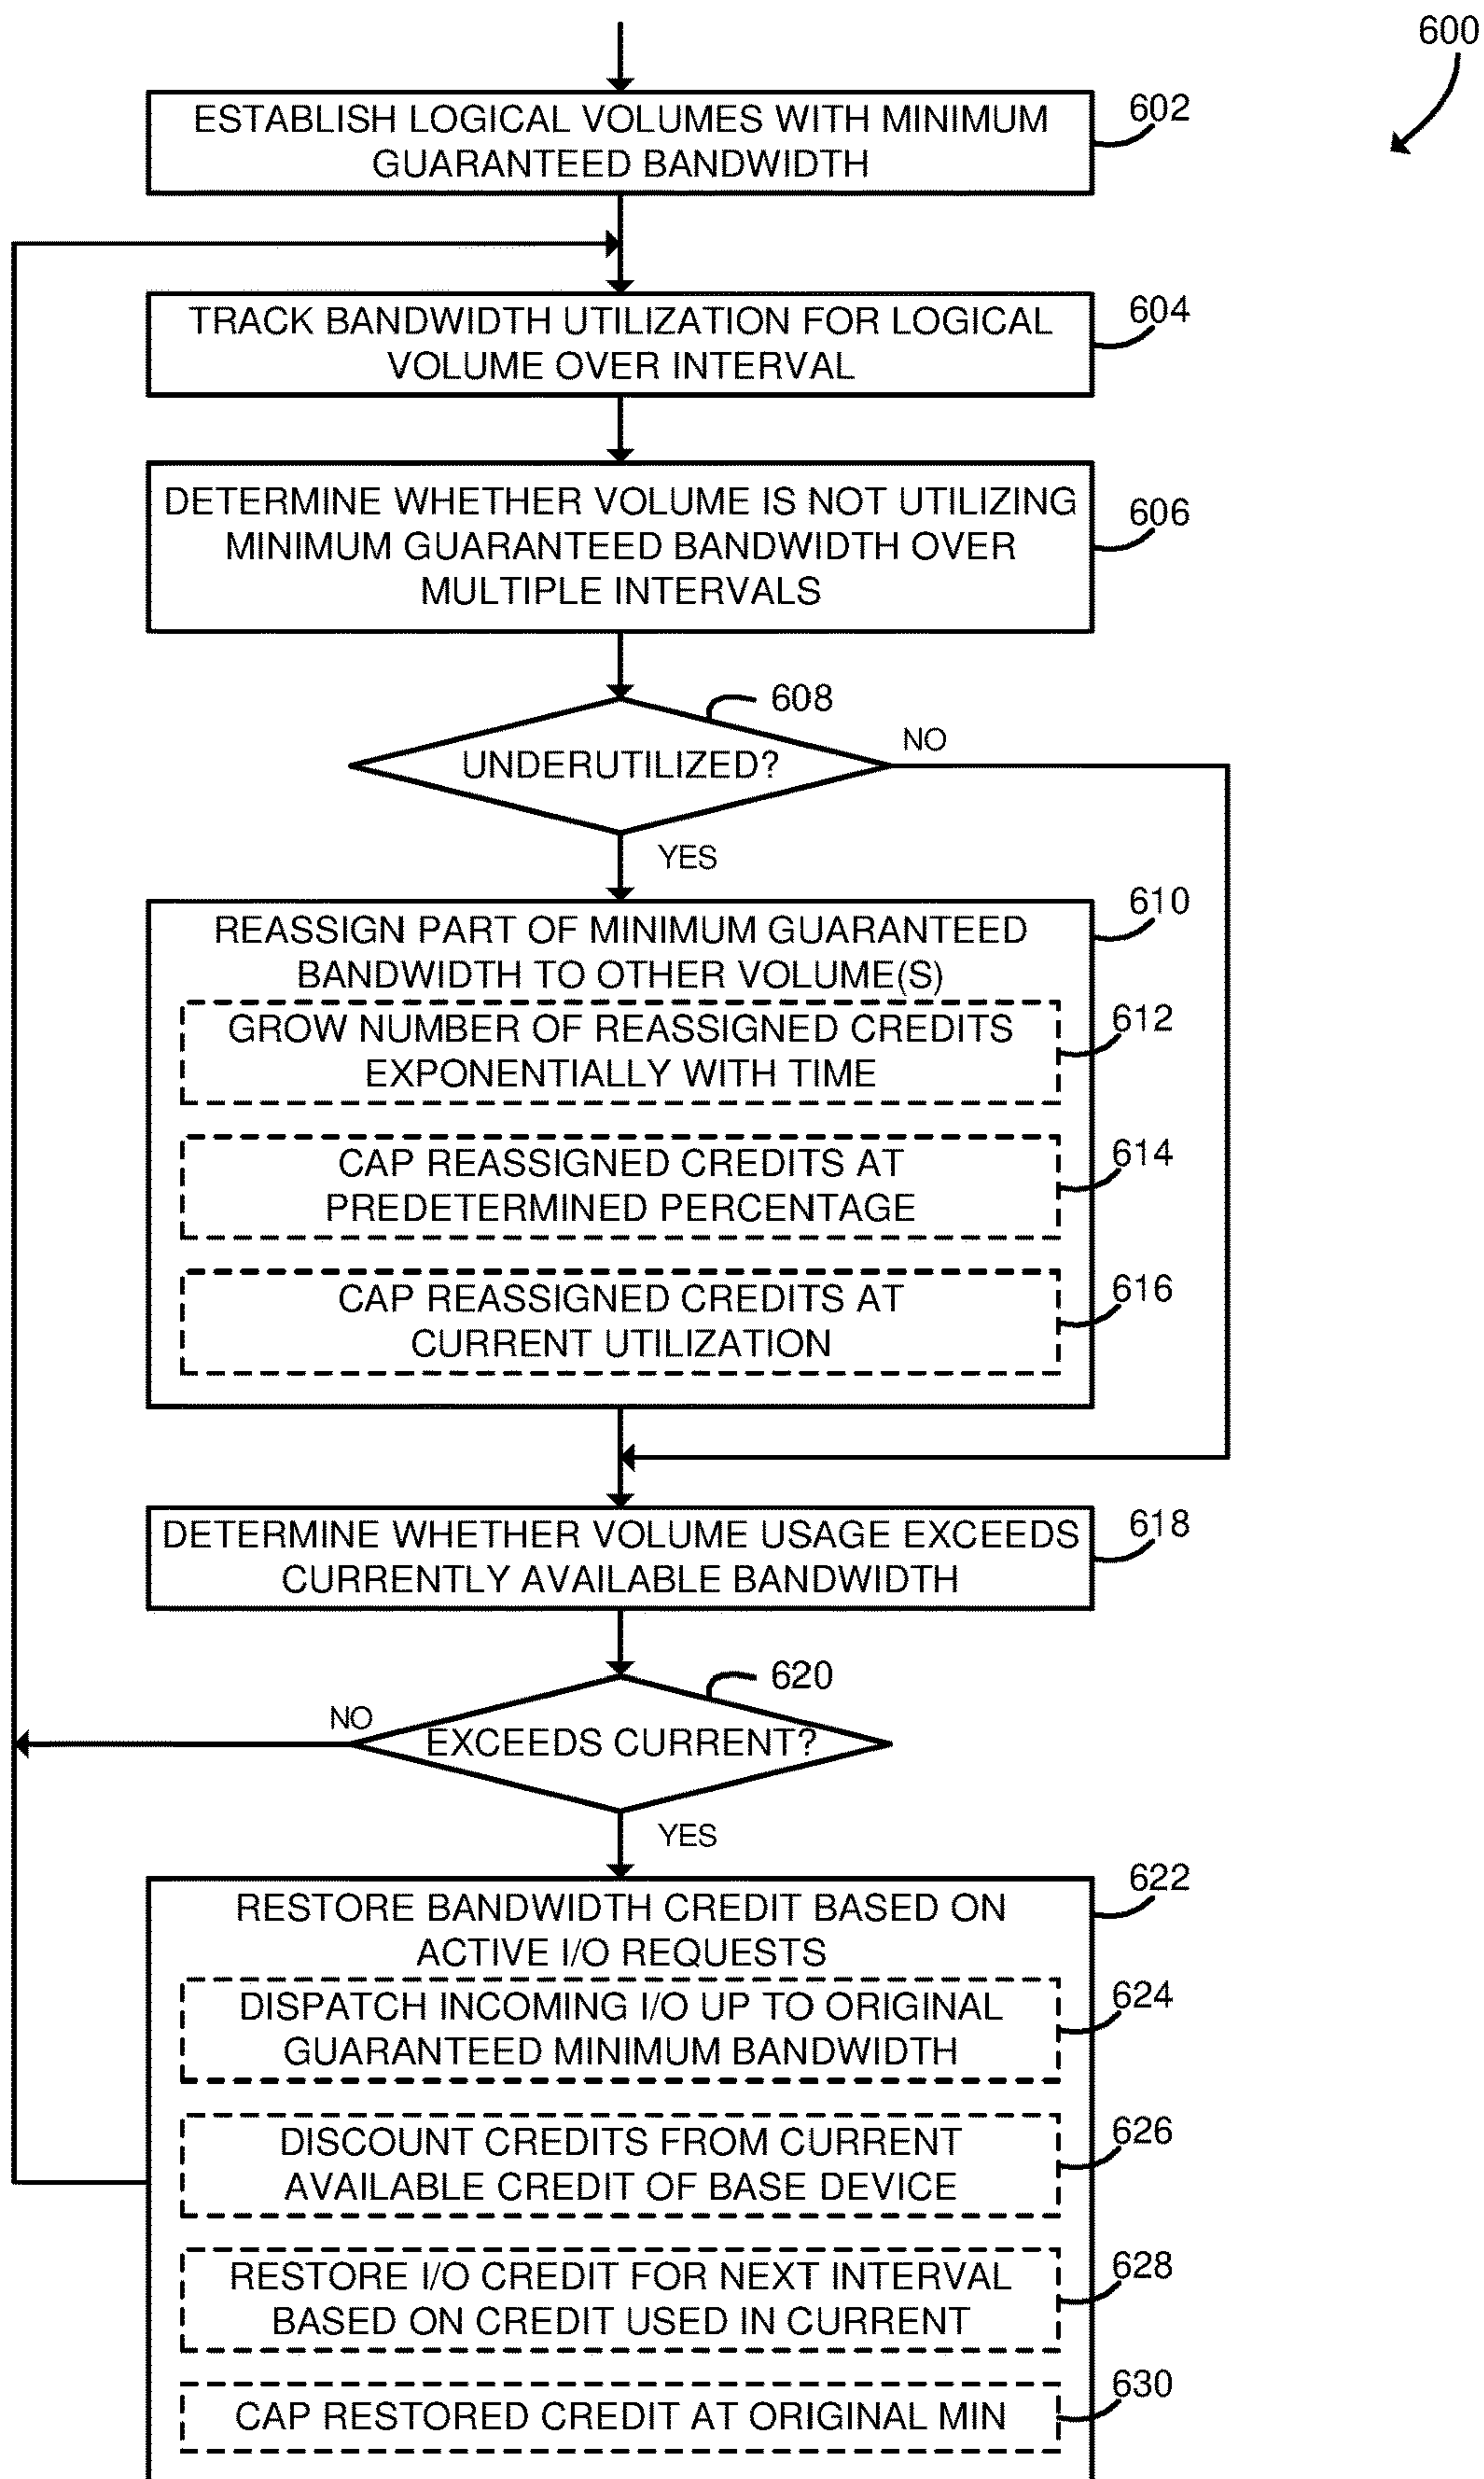 600
ESTABLISH LOGICAL VOLUMES WITH MINIMUM
GUARANTEED BANDWIDTH
602
TRACK BANDWIDTH UTILIZATION FOR LOGICAL
VOLUME OVER INTERVAL
604
DETERMINE WHETHER VOLUME IS NOT UTILIZING
MINIMUM GUARANTEED BANDWIDTH OVER
MULTIPLE INTERVALS
606
608
UNDERUTILIZED?
NO
YES
610
REASSIGN PART OF MINIMUM GUARANTEED
BANDWIDTH TO OTHER VOLUME(S)
GROW NUMBER OF REASSIGNED CREDITS
EXPONENTIALLY WITH TIME
612
CAP REASSIGNED CREDITS AT
PREDETERMINED PERCENTAGE
614
CAP REASSIGNED CREDITS AT
CURRENT UTILIZATION
616
DETERMINE WHETHER VOLUME USAGE EXCEEDS
CURRENTLY AVAILABLE BANDWIDTH
618
620
NO
EXCEEDS CURRENT?
YES
622
RESTORE BANDWIDTH CREDIT BASED ON
ACTIVE I/O REQUESTS
DISPATCH INCOMING I/O UP TO ORIGINAL
GUARANTEED MINIMUM BANDWIDTH
624
DISCOUNT CREDITS FROM CURRENT
AVAILABLE CREDIT OF BASE DEVICE
626
RESTORE I/O CREDIT FOR NEXT INTERVAL
BASED ON CREDIT USED IN CURRENT
628
CAP RESTORED CREDIT AT ORIGINAL MIN
630